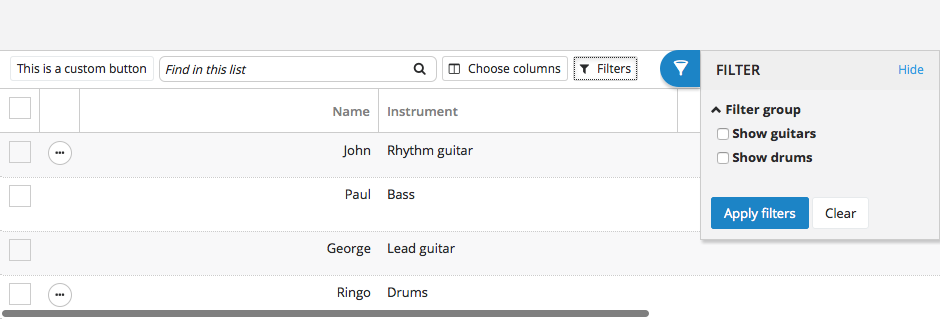 This is a custom button Find in this list Choose columns Filters
FILTER Hide
Filter group
Show guitars
Show drums
Apply filters Clear
Name Instrument
John Rhythm guitar
Paul Bass
George Lead guitar
Ringo Drums